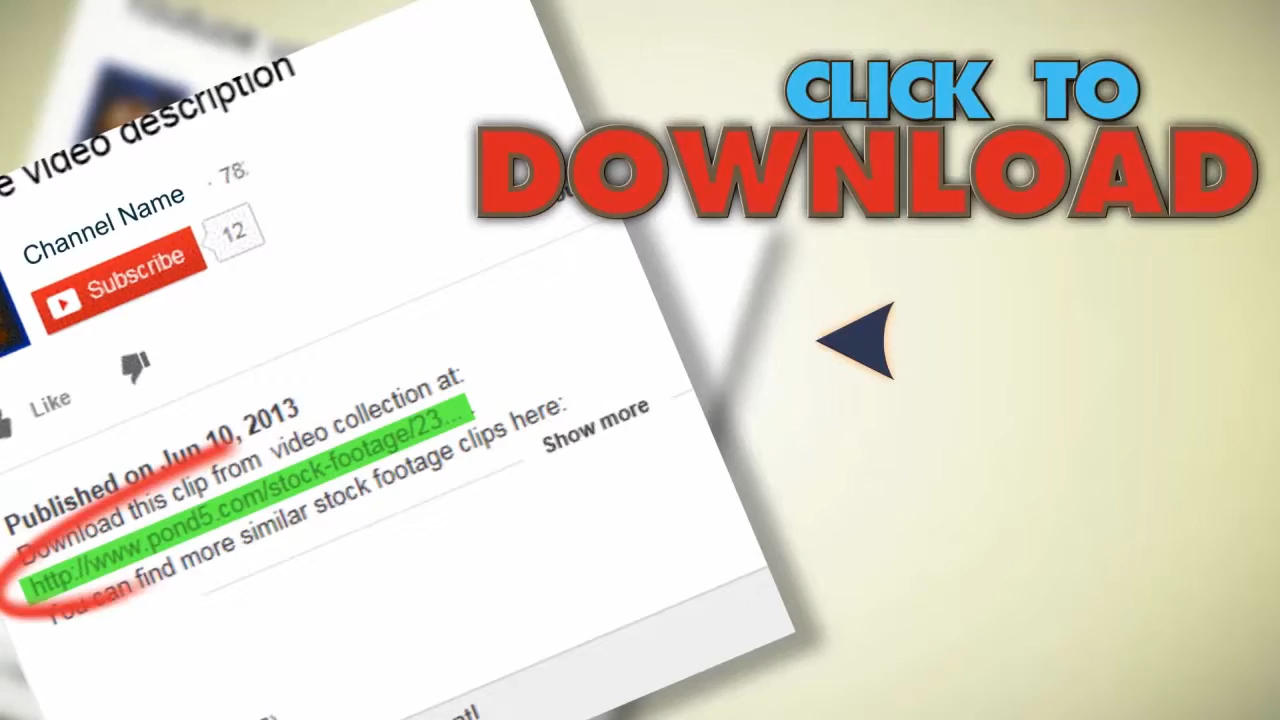 CLICK TO
DOWNLOAD
e video description
Channel Name
· 78
Subscribe
12
Like
Published on Jun 10, 2013
Download this clip from video collection at:
http://www.pond5.com/stock-footage/23...
You can find more similar stock footage clips here:
Show more